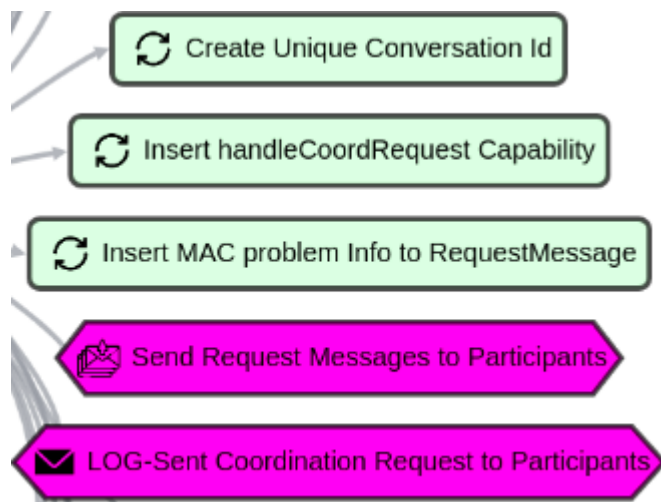 Create Unique Conversation Id
Insert handleCoordRequest Capability
Insert MAC problem Info to RequestMessage
Send Request Messages to Participants
LOG-Sent Coordination Request to Participants